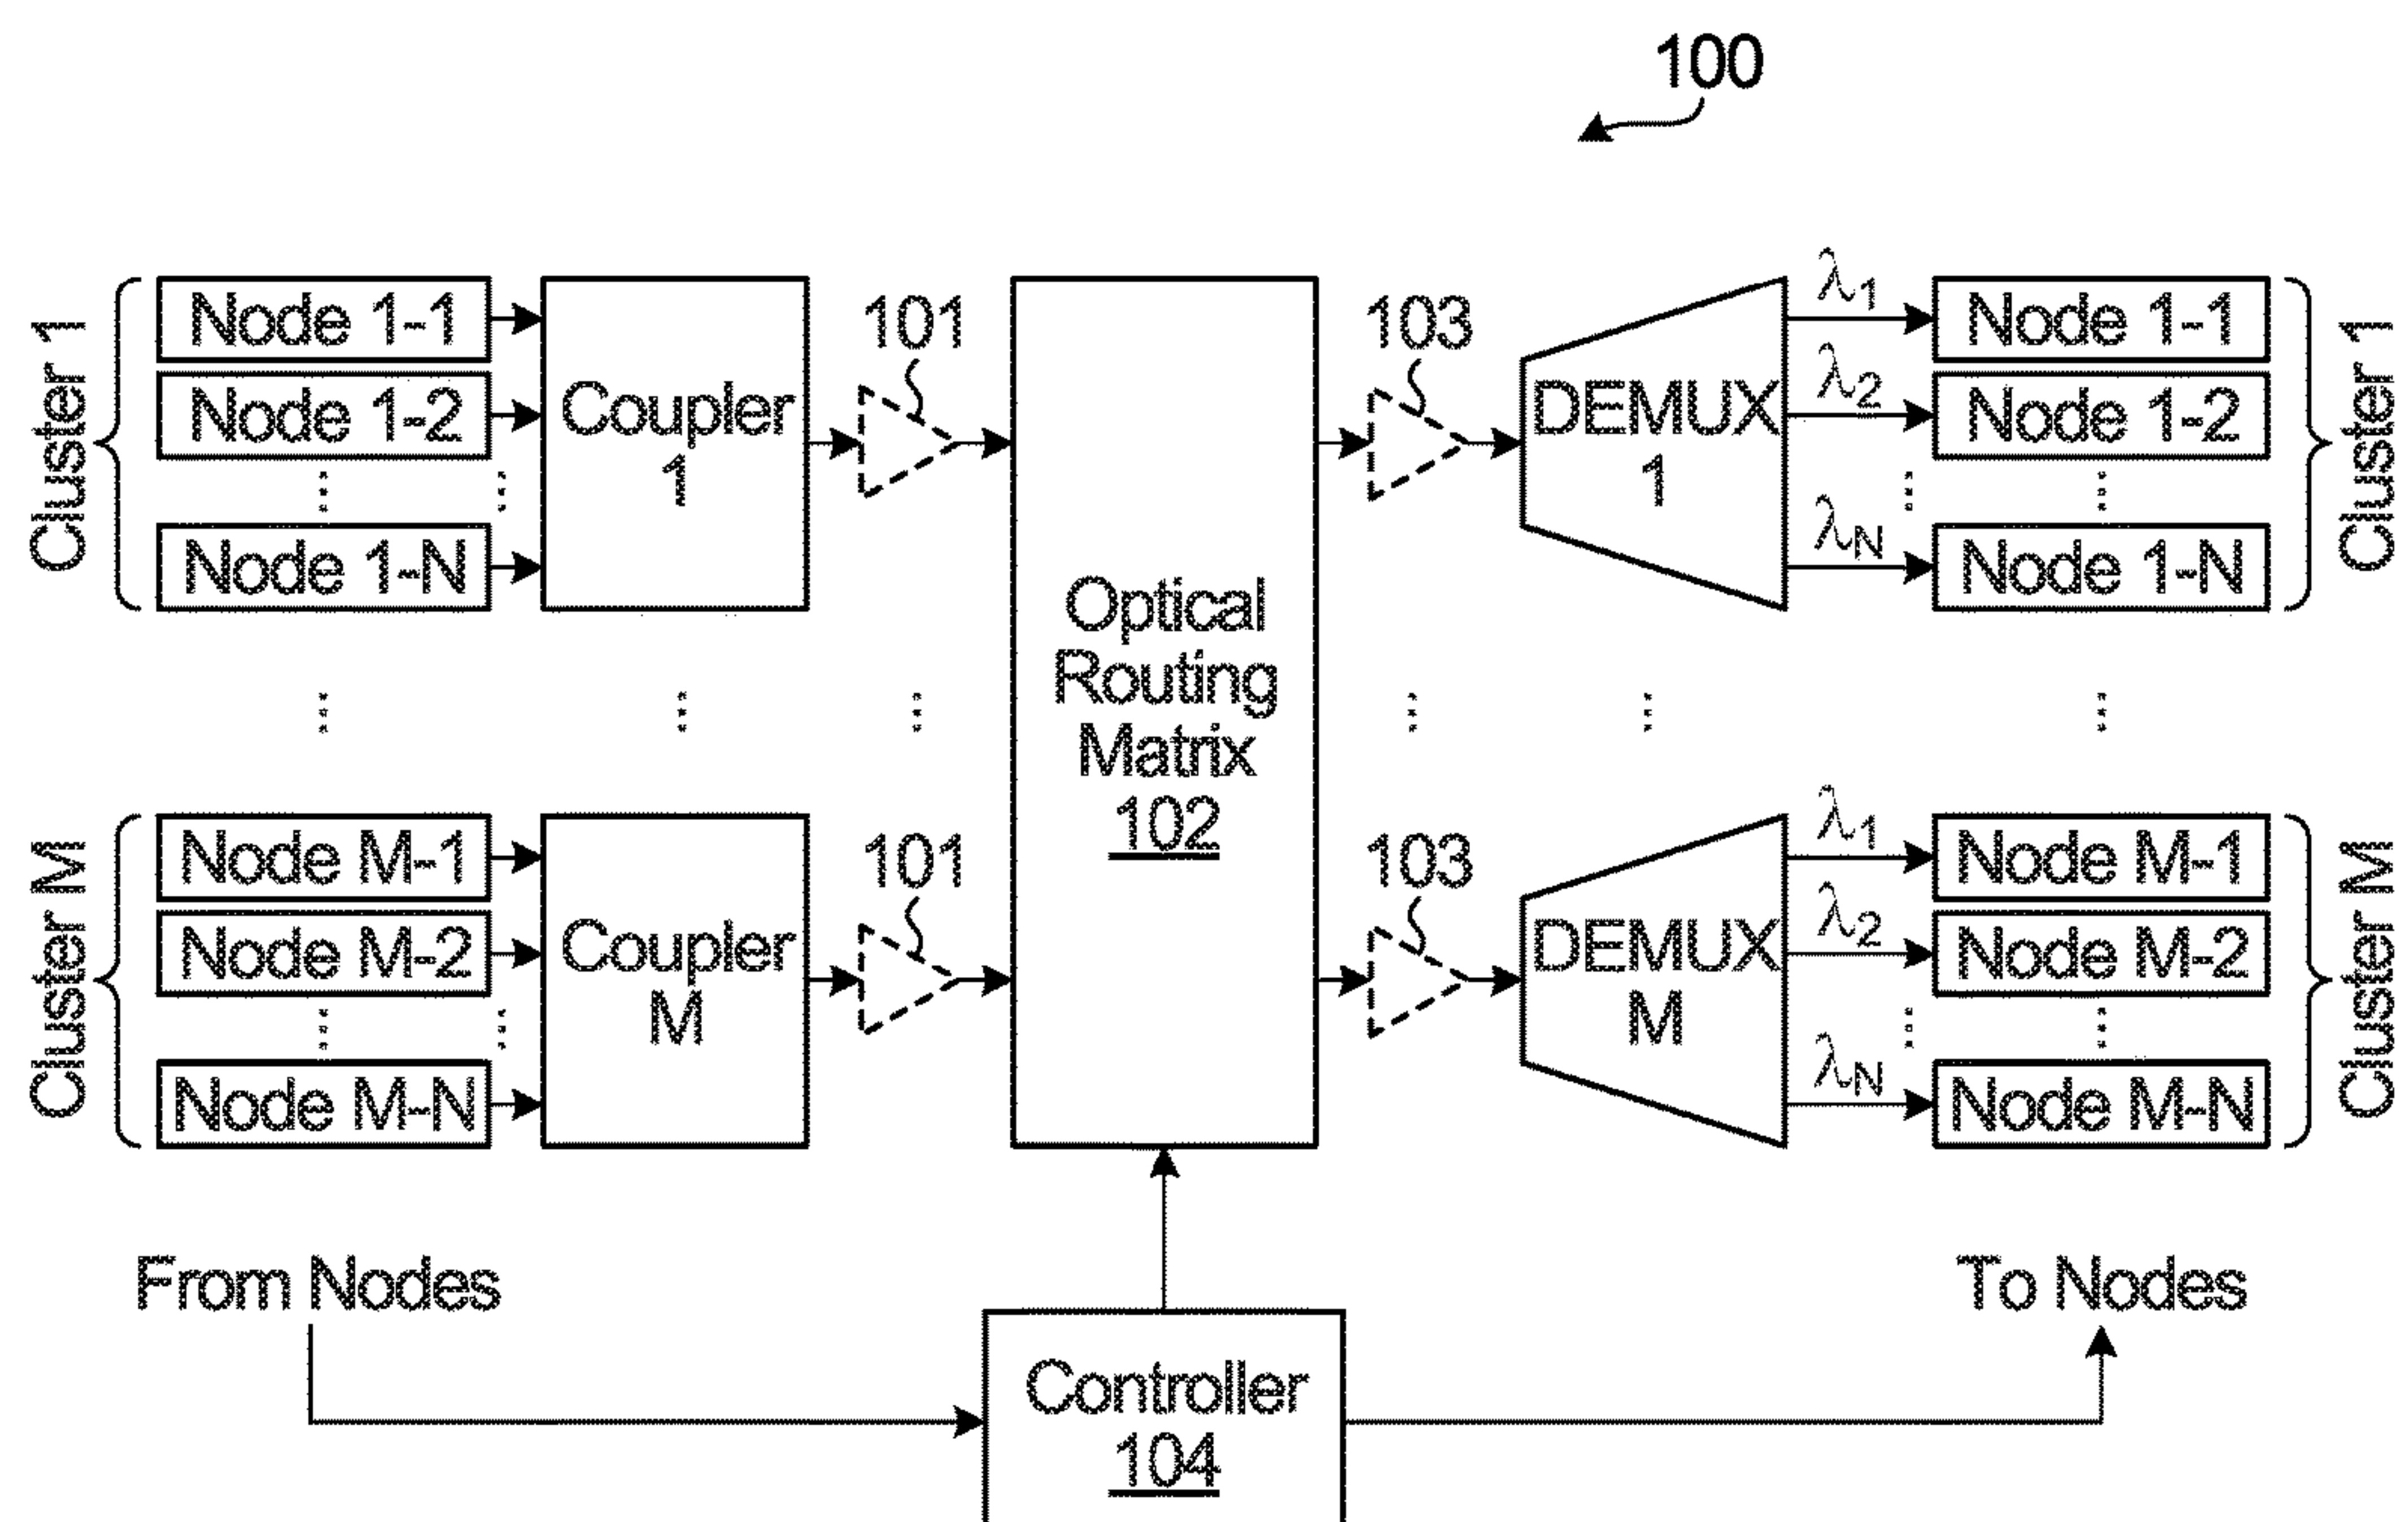 100
Cluster 1
Node 1-1
Node 1-2
Node 1-N
Coupler
1
101
Optical
Routing
Matrix
102
103
DEMUX
1
λ1
λ2
λN
Node 1-1
Node 1-2
Node 1-N
Cluster 1
Cluster M
Node M-1
Node M-2
Node M-N
Coupler
M
101
103
DEMUX
M
λ1
λ2
λN
Node M-1
Node M-2
Node M-N
Cluster M
From Nodes
To Nodes
Controller
104